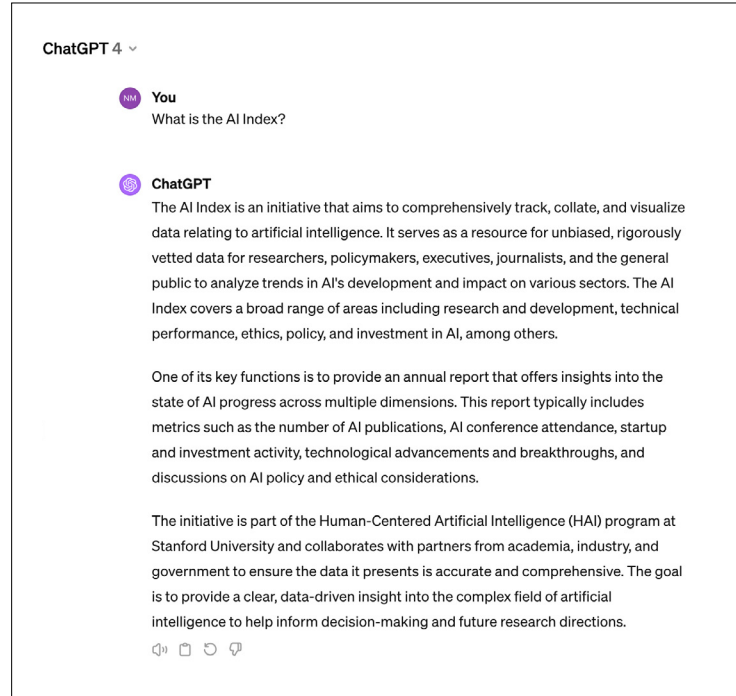 ChatGPT 4
NM
You
What is the AI Index?
ChatGPT
The AI Index is an initiative that aims to comprehensively track, collate, and visualize
data relating to artificial intelligence. It serves as a resource for unbiased, rigorously
vetted data for researchers, policymakers, executives, journalists, and the general
public to analyze trends in AI's development and impact on various sectors. The AI
Index covers a broad range of areas including research and development, technical
performance, ethics, policy, and investment in AI, among others.
One of its key functions is to provide an annual report that offers insights into the
state of AI progress across multiple dimensions. This report typically includes
metrics such as the number of AI publications, AI conference attendance, startup
and investment activity, technological advancements and breakthroughs, and
discussions on AI policy and ethical considerations.
The initiative is part of the Human-Centered Artificial Intelligence (HAI) program at
Stanford University and collaborates with partners from academia, industry, and
government to ensure the data it presents is accurate and comprehensive. The goal
is to provide a clear, data-driven insight into the complex field of artificial
intelligence to help inform decision-making and future research directions.